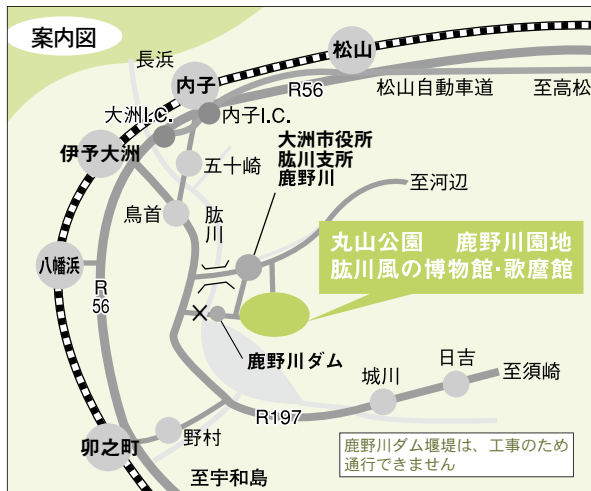 案内図
松山
長浜
内子
R56
松山自動車道
至高松
大洲I.C.
内子I.C.
伊予大洲
大洲市役所
肱川支所
鹿野川
五十崎
至河辺
鳥首
肱川
丸山公園 鹿野川園地
肱川風の博物館・歌麿館
八幡浜
R
56
鹿野川ダム
日吉
城川
至須崎
R197
卯之町
野村
鹿野川ダム堰堤は、工事のため
通行できません
至宇和島